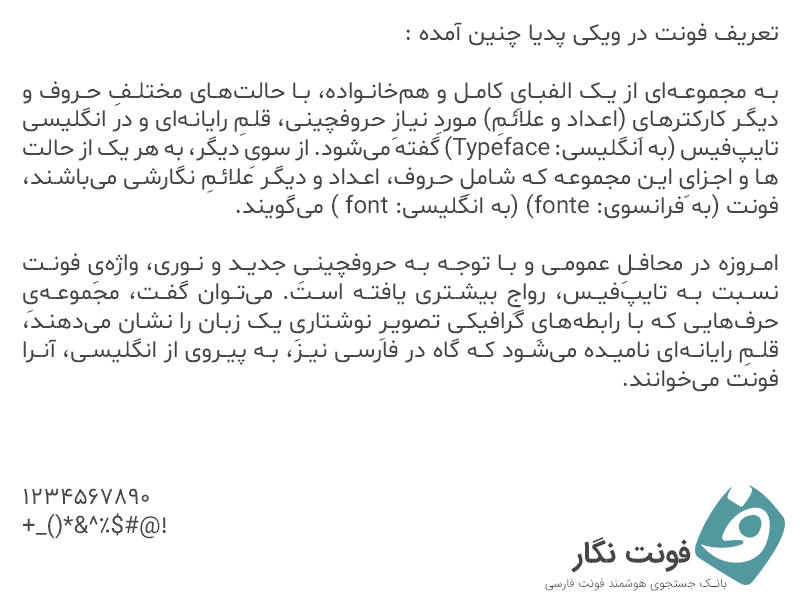 تعریف فونت در ویکی پدیا چنین آمده :
به مجموعه‌ای از یک الفبای کامل و هم‌خانواده، با حالت‌های مختلفِ حروف و
دیگر کارکترهایِ (اعداد و علائمِ) موردِ نیازِ حروفچینی، قلمِ رایانه‌ای و در انگلیسی
تایپ‌فیس (به انگلیسی: Typeface) گفته می‌شود. از سویِ دیگر، به هر یک از حالت
ها و اجزایِ این مجموعه که شاملِ حروف، اعداد و دیگر علائمِ نگارشی می‌باشند،
فونت (به فرانسوی: fonte) (به انگلیسی: font ) می‌گویند.
امروزه در محافلِ عمومی و با توجه به حروفچینیِ جدید و نوری، واژه‌ی فونت
نسبت به تایپ‌فیس، رواجِ بیشتری یافته است. می‌توان گفت، مجموعه‌یِ
حرف‌هایی که با رابطه‌هایِ گرافیکی تصویرِ نوشتاریِ یک زبان را نشان می‌دهند،
قلمِ رایانه‌ای نامیده می‌شود که گاه در فارسی نیز، به پیروی از انگلیسی، آنرا
فونت می‌خوانند.
۱۲۳۴۵۶۷۸۹۰
+_()*&^٪$#@!
فونت نگار
بانک جستجوی هوشمند فونت فارسی